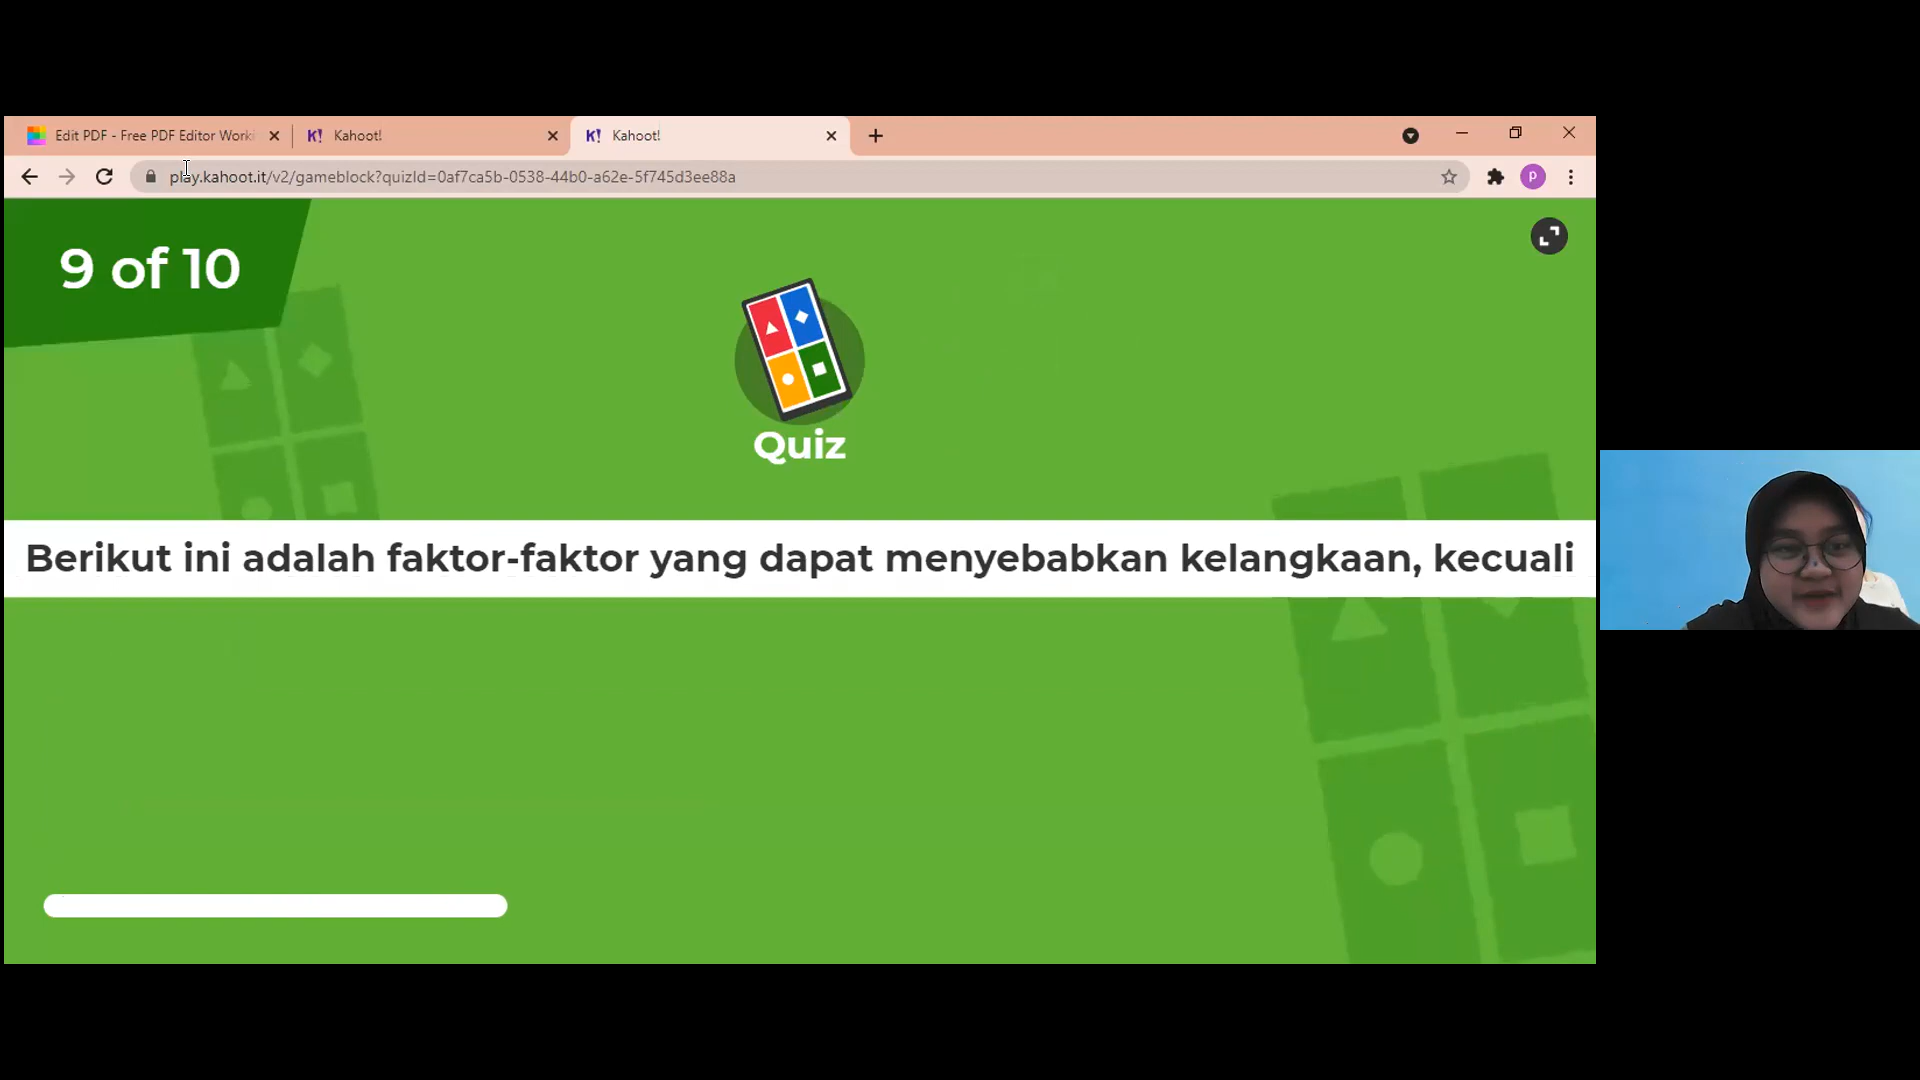 Edit PDF - Free PDF Editor Worki
Kahoot!
Kahoot!
play.kahoot.it/v2/gameblock?quizId=0af7ca5b-0538-44b0-a62e-5f745d3ee88a
P
9 of 10
Quiz
Berikut ini adalah faktor-faktor yang dapat menyebabkan kelangkaan, kecuali